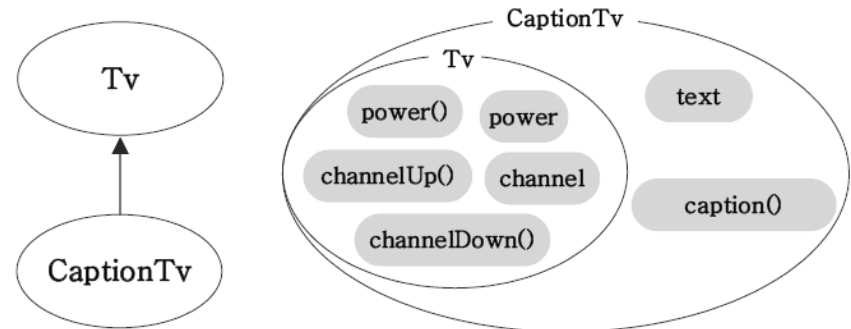 Tv
CaptionTv
CaptionTv
Tv
power()
power
channelUp()
channel
channelDown()
text
caption()